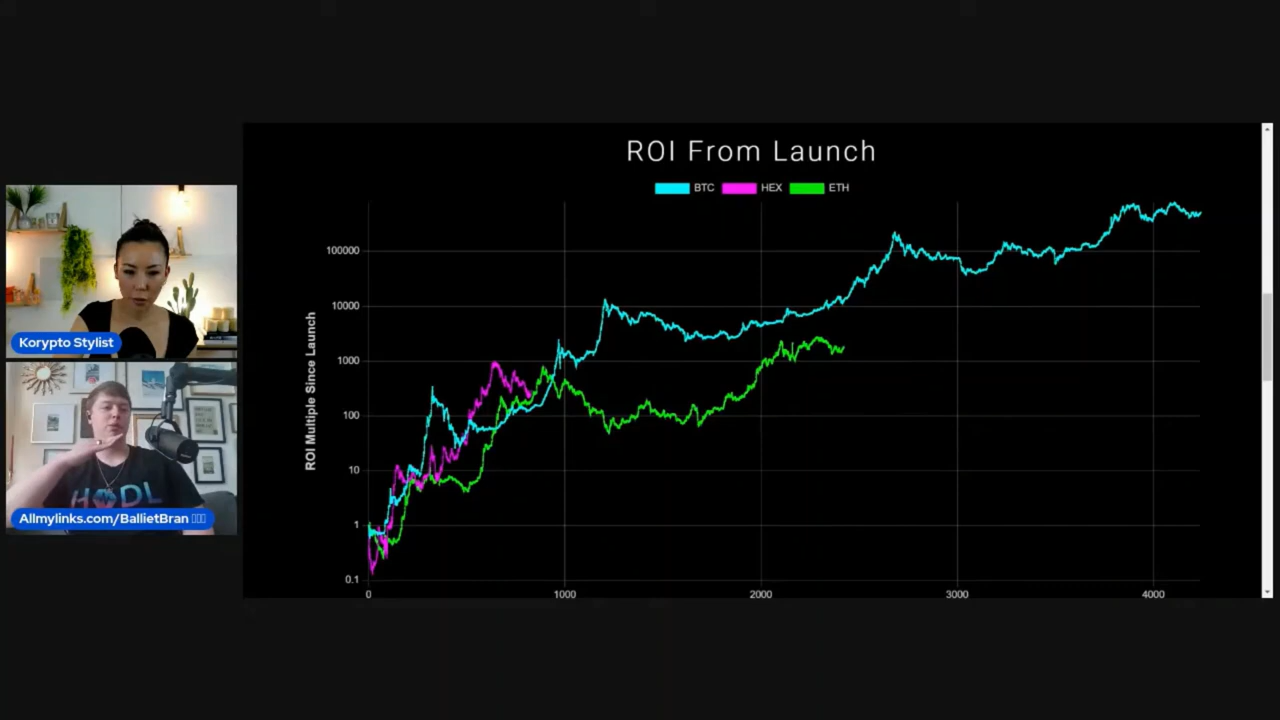 ROI From Launch
BTC HEX ETH
ROI Multiple Since Launch
100000
10000
1000
100
10
1
0.1
0 1000 2000 3000 4000
Korypto Stylist
HODL
Allmylinks.com/BallietBran